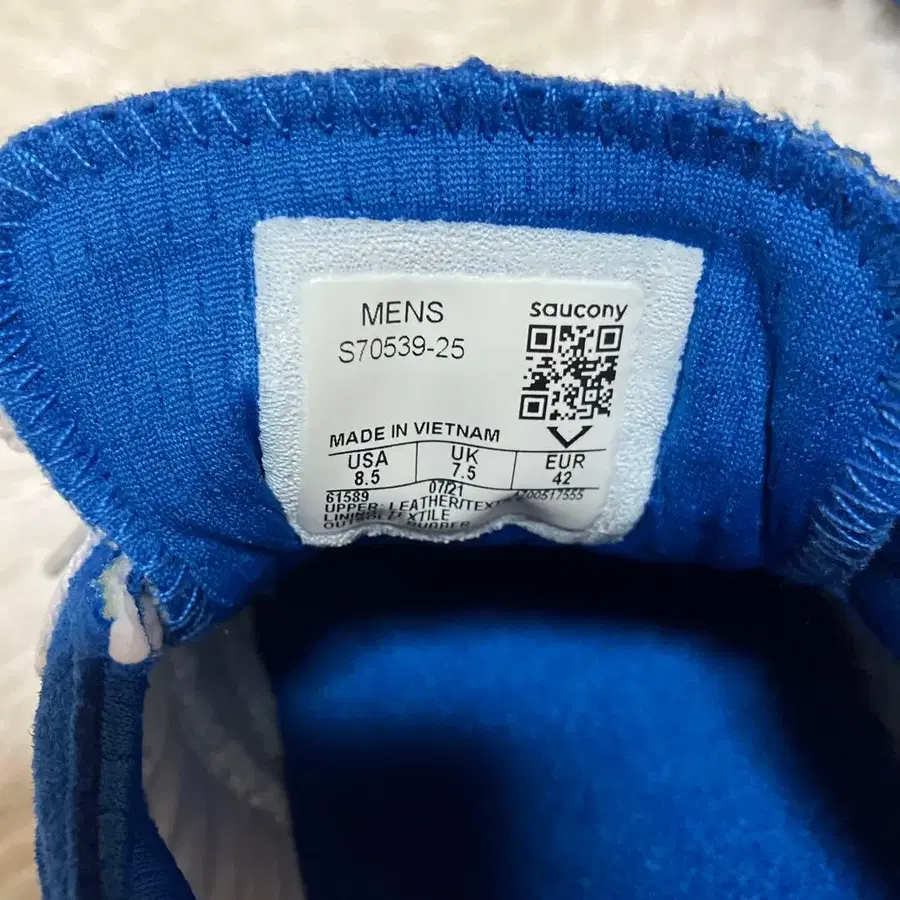 MENS
saucony
S70539-25
MADE IN VIETNAM
USA UK EUR
8.5 7.5 42
61589 07/21
UPPER: LEATHER/TEXT
LINING: TEXTILE
RUBBER